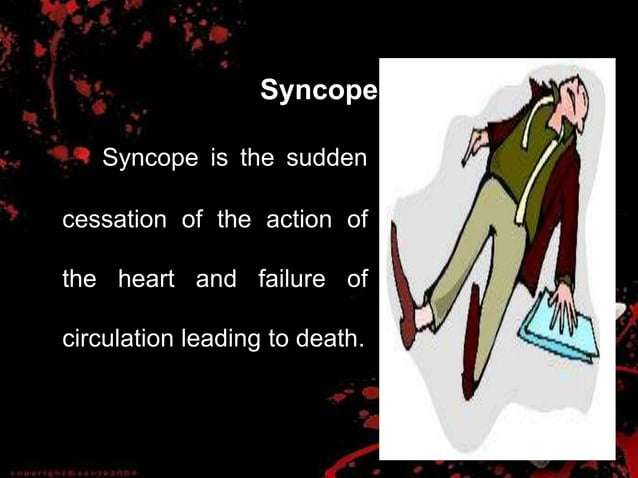 Syncope
Syncope is the sudden
cessation of the action of
the heart and failure of
circulation leading to death.